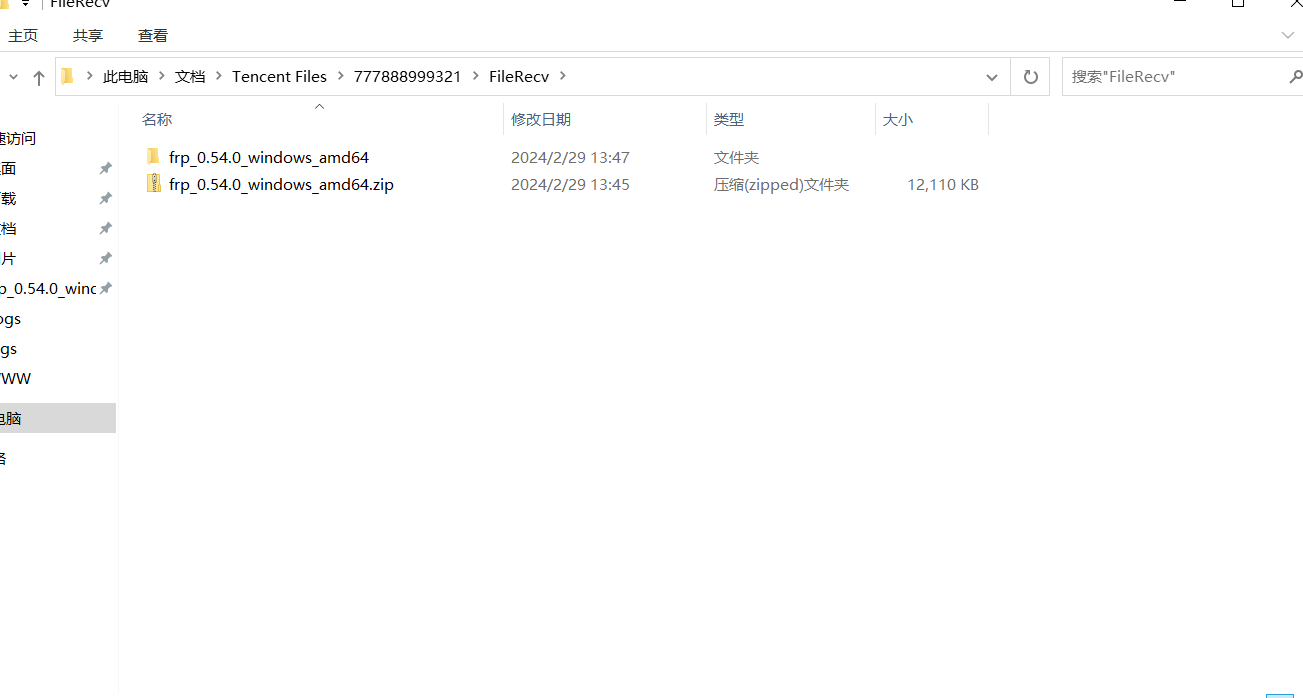 FileRecv
主页 共享 查看
此电脑 文档 Tencent Files 777888999321 FileRecv 搜索"FileRecv"
名称 修改日期 类型 大小
速访问
frp_0.54.0_windows_amd64 2024/2/29 13:47 文件夹
面
frp_0.54.0_windows_amd64.zip 2024/2/29 13:45 压缩(zipped)文件夹 12,110 KB
载
档
片
p_0.54.0_winc
ogs
gs
WW
电脑
络